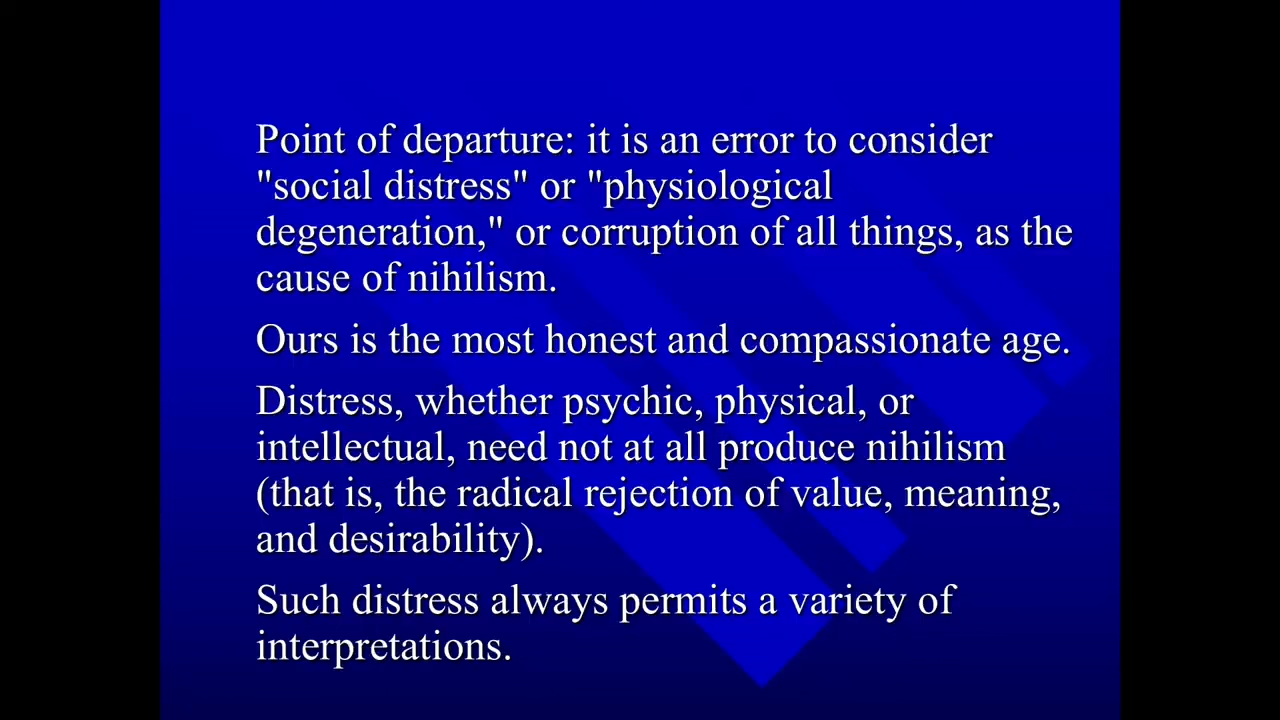 Point of departure: it is an error to consider
"social distress" or "physiological
degeneration," or corruption of all things, as the
cause of nihilism.
Ours is the most honest and compassionate age.
Distress, whether psychic, physical, or
intellectual, need not at all produce nihilism
(that is, the radical rejection of value, meaning,
and desirability).
Such distress always permits a variety of
interpretations.